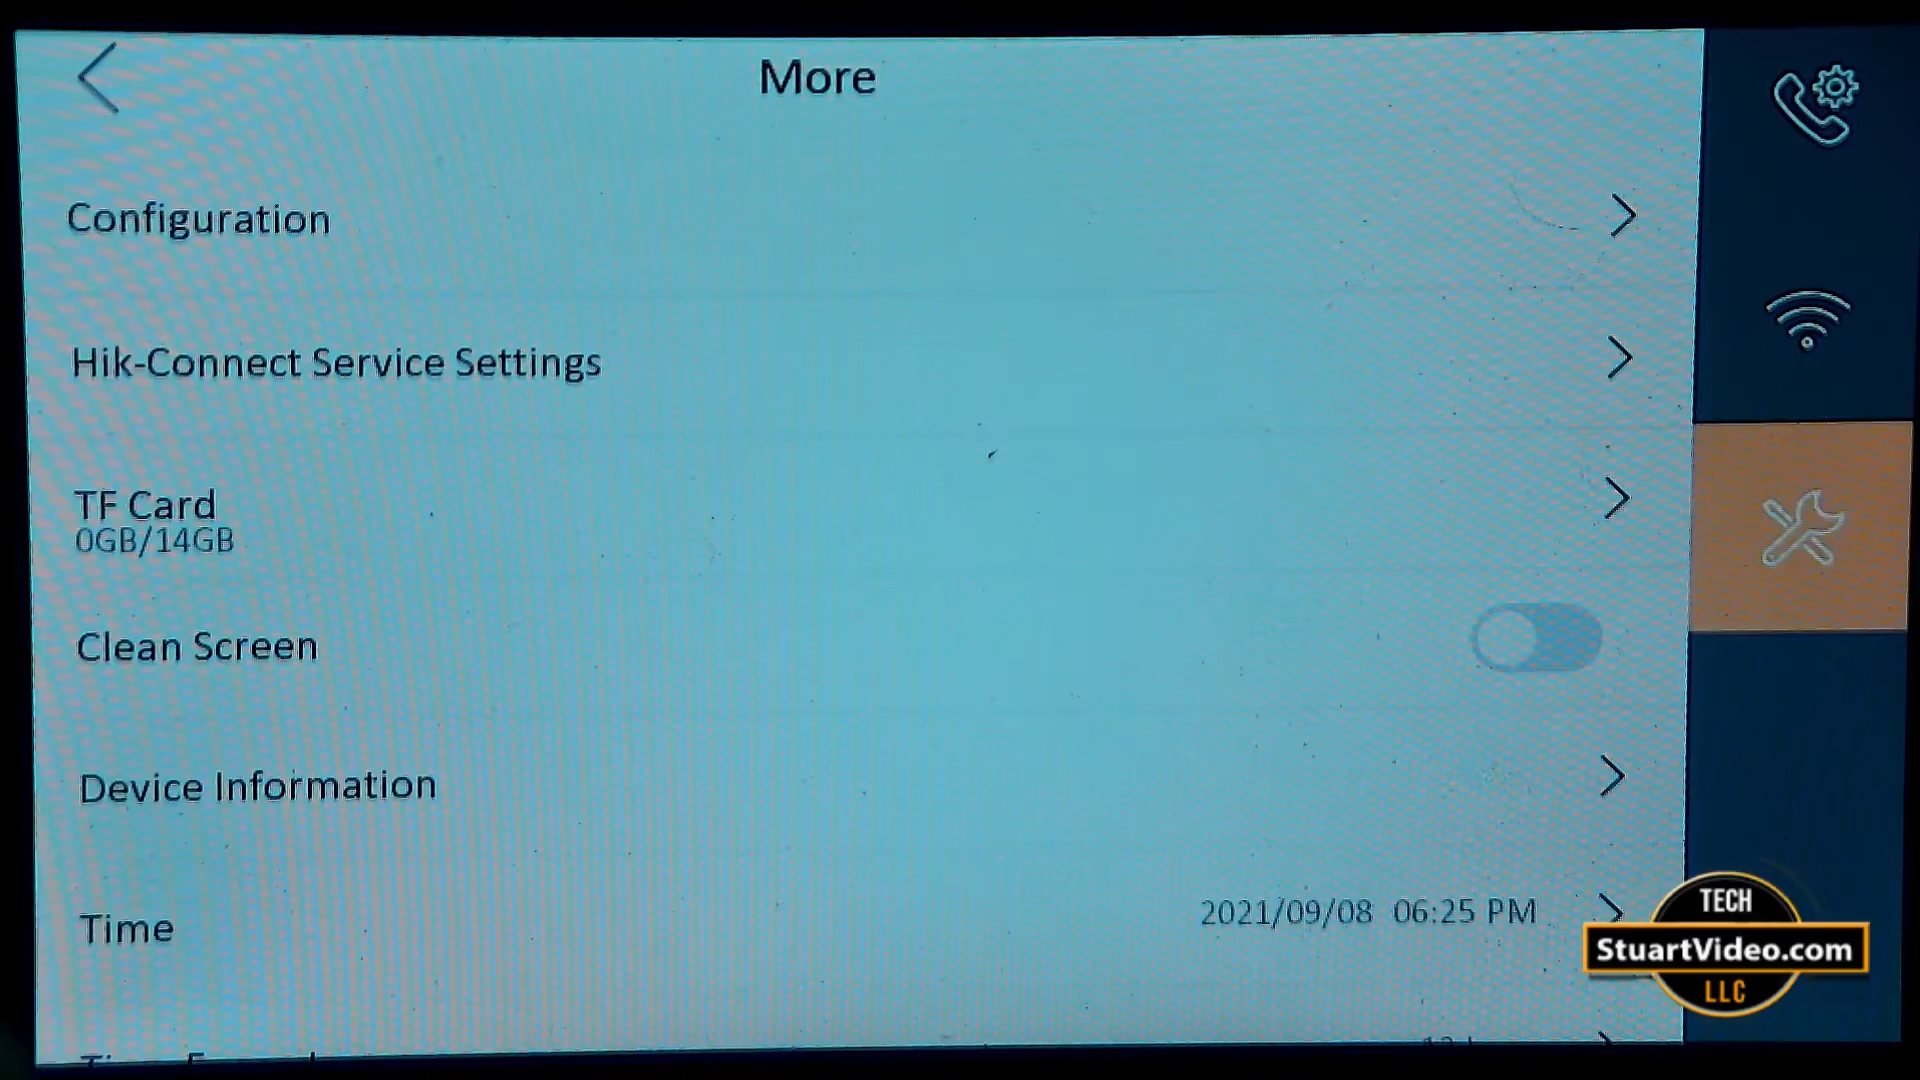 More
Configuration
Hik-Connect Service Settings
TF Card
0GB/14GB
Clean Screen
Device Information
Time
2021/09/08 06:25 PM
TECH
StuartVideo.com
LLC